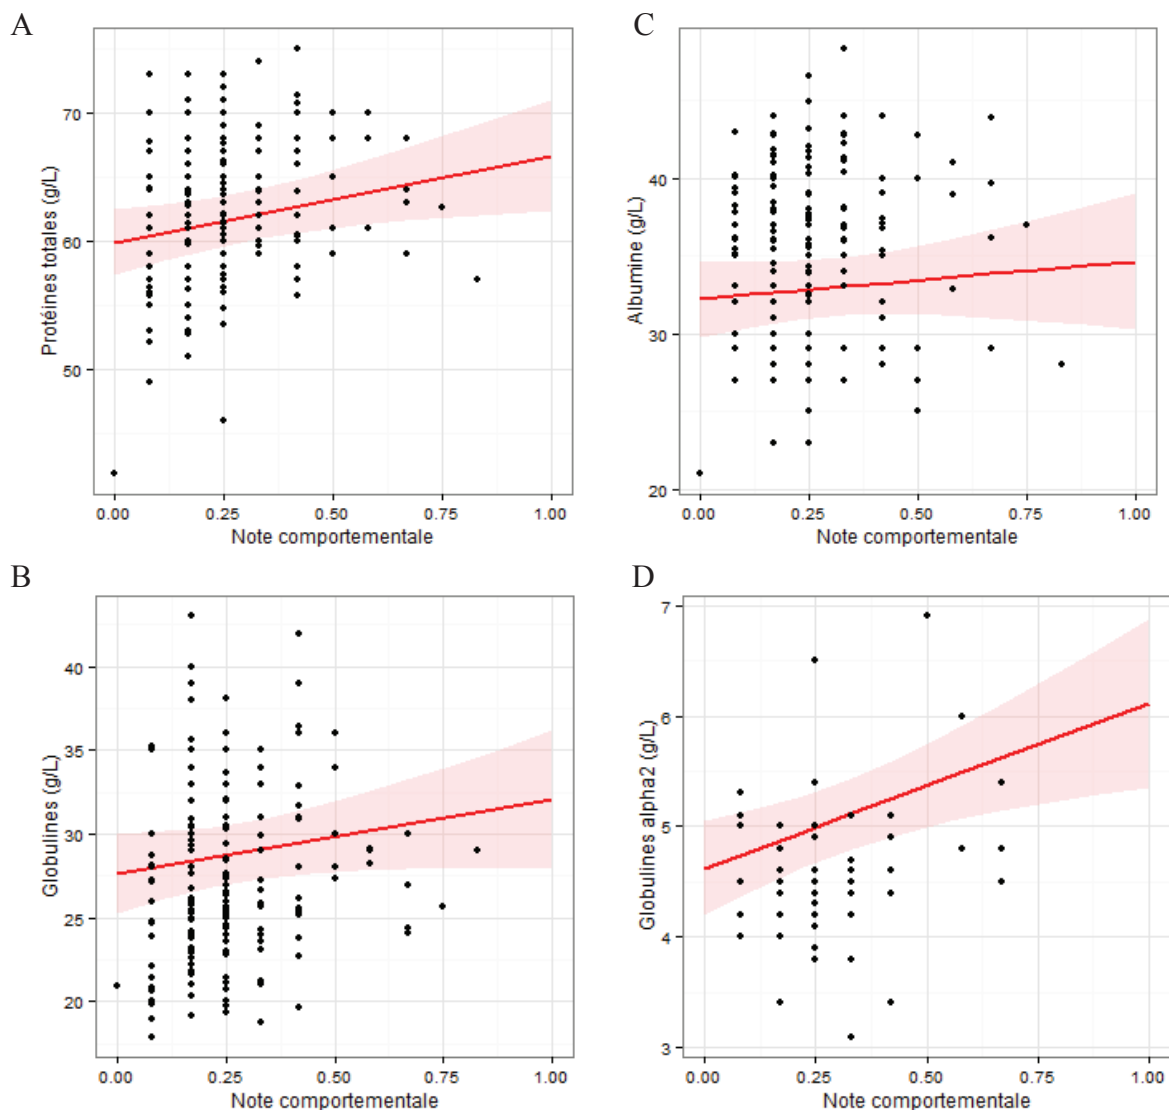 A
Protéines totales (g/L)
70
60
50
0.00 0.25 0.50 0.75 1.00
Note comportementale
C
Albumine (g/L)
40
30
20
0.00 0.25 0.50 0.75 1.00
Note comportementale
B
Globulines (g/L)
40
35
30
25
20
0.00 0.25 0.50 0.75 1.00
Note comportementale
D
Globulines alpha2 (g/L)
7
6
5
4
3
0.00 0.25 0.50 0.75 1.00
Note comportementale